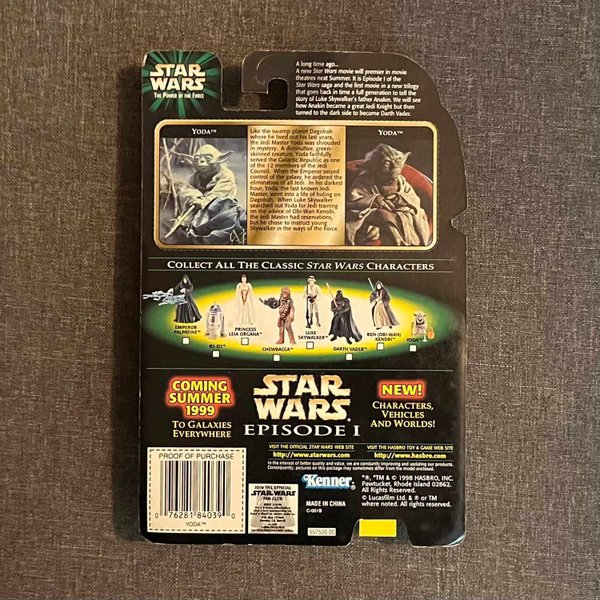 STAR
WARS
THE POWER OF THE FORCE
A long time ago...
A new Star Wars movie will premier in movie
theatres next Summer. It is Episode I of the
Star Wars saga and the first movie in a new trilogy
that goes back in time a full generation to tell the
story of Luke Skywalker's father Anakin. We will see
how Anakin became a great Jedi Knight but then
turned to the dark side to become Darth Vader.
YODA™
Like the swamp planet Dagobah
where he lived out his last years,
the Jedi Master Yoda was shrouded
in mystery. A diminutive, green-
skinned creature, Yoda faithfully
served the Galactic Republic as one
of the 12 members of the Jedi
Council. When the Emperor seized
control of the galaxy, he ordered the
elimination of all Jedi. In his darkest
hour, Yoda, the last known Jedi
Master, went into a life of hiding on
Dagobah. When Luke Skywalker
searched out Yoda for Jedi training
on the advice of Obi-Wan Kenobi,
the Jedi Master had reservations,
but he chose to instruct young
Skywalker in the ways of the Force.
YODA™
COLLECT ALL THE CLASSIC STAR WARS CHARACTERS
EMPEROR
PALPATINE™
R2-D2™
PRINCESS
LEIA ORGANA™
CHEWBACCA™
LUKE
SKYWALKER™
DARTH VADER™
BEN (OBI-WAN)
KENOBI™
YODA™
COMING
SUMMER
1999
TO GALAXIES
EVERYWHERE
STAR
WARS
EPISODE I
NEW!
CHARACTERS,
VEHICLES
AND WORLDS!
VISIT THE OFFICIAL STAR WARS WEB SITE
http://www.starwars.com
VISIT THE HASBRO TOY & GAME WEB SITE
http://www.hasbro.com
In the interest of better quality and value, we are constantly improving and updating our products.
Consequently, pictures on this package may sometimes differ from the product enclosed.
PROOF OF PURCHASE
0 76281 84039 0
YODA™
JOIN THE OFFICIAL
STAR WARS
FAN CLUB
Kenner
MADE IN CHINA
C-001B
557630.00
®, *™ & © 1998 HASBRO, INC.
Pawtucket, Rhode Island 02862.
All Rights Reserved.
© Lucasfilm Ltd. & ® or TM
where noted. All rights reserved.